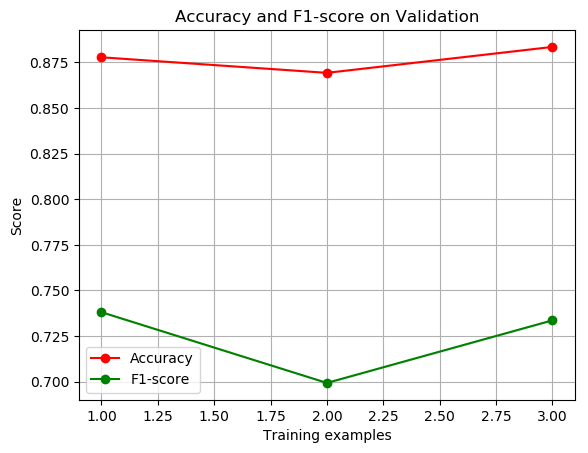 Accuracy and F1-score on Validation
0.875
0.850
0.825
0.800
0.775
0.750
0.725
0.700
Score
Accuracy
F1-score
1.00 1.25 1.50 1.75 2.00 2.25 2.50 2.75 3.00
Training examples